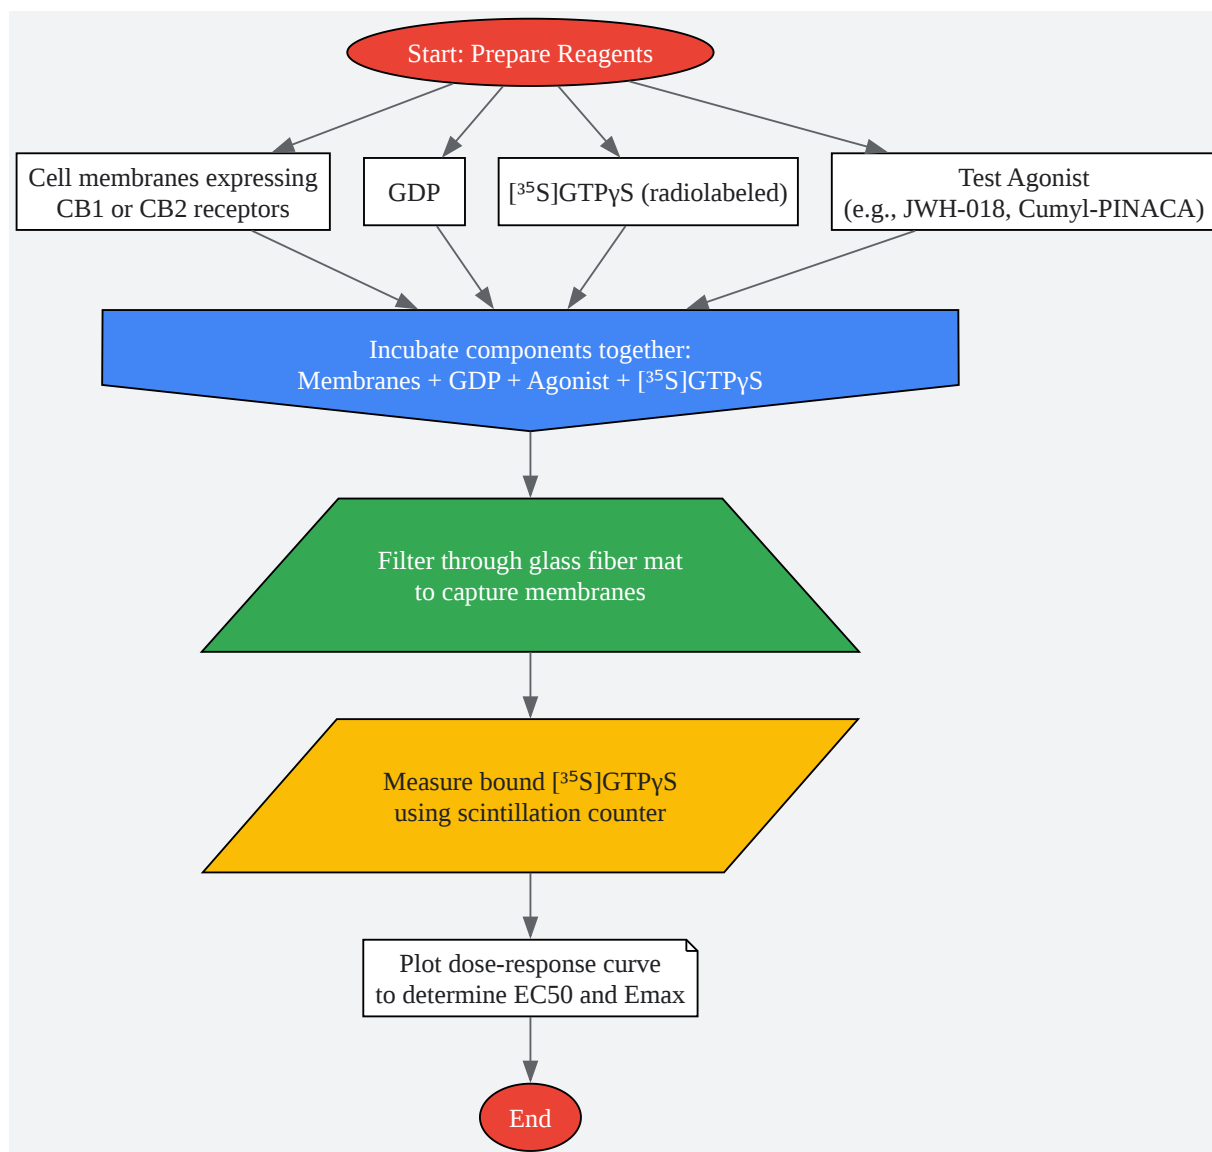 Start: Prepare Reagents
Cell membranes expressing
CB1 or CB2 receptors
GDP
[³⁵S]GTPγS (radiolabeled)
Test Agonist
(e.g., JWH-018, Cumyl-PINACA)
Incubate components together:
Membranes + GDP + Agonist + [³⁵S]GTPγS
Filter through glass fiber mat
to capture membranes
Measure bound [³⁵S]GTPγS
using scintillation counter
Plot dose-response curve
to determine EC50 and Emax
End